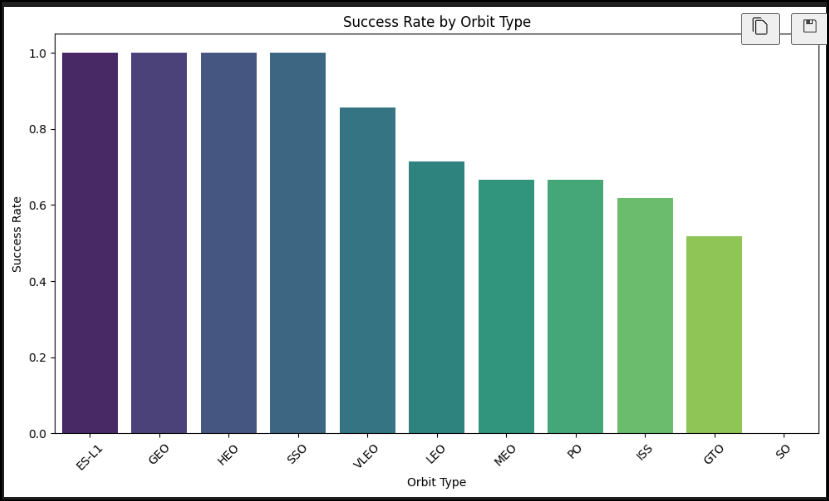 Success Rate by Orbit Type
1.0
0.8
0.6
0.4
0.2
0.0
Success Rate
ES-L1 GEO HEO SSO VLEO LEO MEO PO ISS GTO SO
Orbit Type